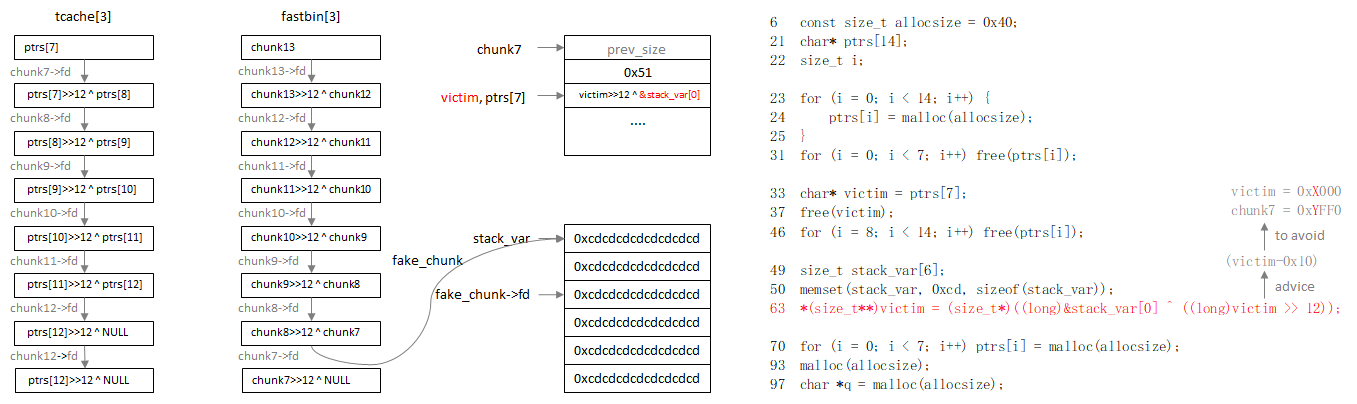 tcache[3]
ptrs[7]
chunk7->fd
ptrs[7]>>12 ^ ptrs[8]
chunk8->fd
ptrs[8]>>12 ^ ptrs[9]
chunk9->fd
ptrs[9]>>12 ^ ptrs[10]
chunk10->fd
ptrs[10]>>12 ^ ptrs[11]
chunk11->fd
ptrs[11]>>12 ^ ptrs[12]
chunk12->fd
ptrs[12]>>12 ^ NULL
chunk12->fd
ptrs[12]>>12 ^ NULL
fastbin[3]
chunk13
chunk13->fd
chunk13>>12 ^ chunk12
chunk12->fd
chunk12>>12 ^ chunk11
chunk11->fd
chunk11>>12 ^ chunk10
chunk10->fd
chunk10>>12 ^ chunk9
chunk9->fd
chunk9>>12 ^ chunk8
chunk8->fd
chunk8>>12 ^ chunk7
chunk7->fd
chunk7>>12 ^ NULL
chunk7
prev_size
0x51
victim, ptrs[7]
victim>>12 ^ &stack_var[0]
....
stack_var
fake_chunk
fake_chunk->fd
0xcdcdcdcdcdcdcdcd
0xcdcdcdcdcdcdcdcd
0xcdcdcdcdcdcdcdcd
0xcdcdcdcdcdcdcdcd
0xcdcdcdcdcdcdcdcd
0xcdcdcdcdcdcdcdcd
6 const size_t allocsize = 0x40;
21 char* ptrs[14];
22 size_t i;
23 for (i = 0; i < 14; i++) {
24 ptrs[i] = malloc(allocsize);
25 }
31 for (i = 0; i < 7; i++) free(ptrs[i]);
33 char* victim = ptrs[7];
37 free(victim);
46 for (i = 8; i < 14; i++) free(ptrs[i]);
49 size_t stack_var[6];
50 memset(stack_var, 0xcd, sizeof(stack_var));
63 *(size_t**)victim = (size_t*)((long)&stack_var[0] ^ ((long)victim >> 12));
70 for (i = 0; i < 7; i++) ptrs[i] = malloc(allocsize);
93 malloc(allocsize);
97 char *q = malloc(allocsize);
victim = 0xX000
chunk7 = 0xYFF0
to avoid
(victim-0x10)
advice